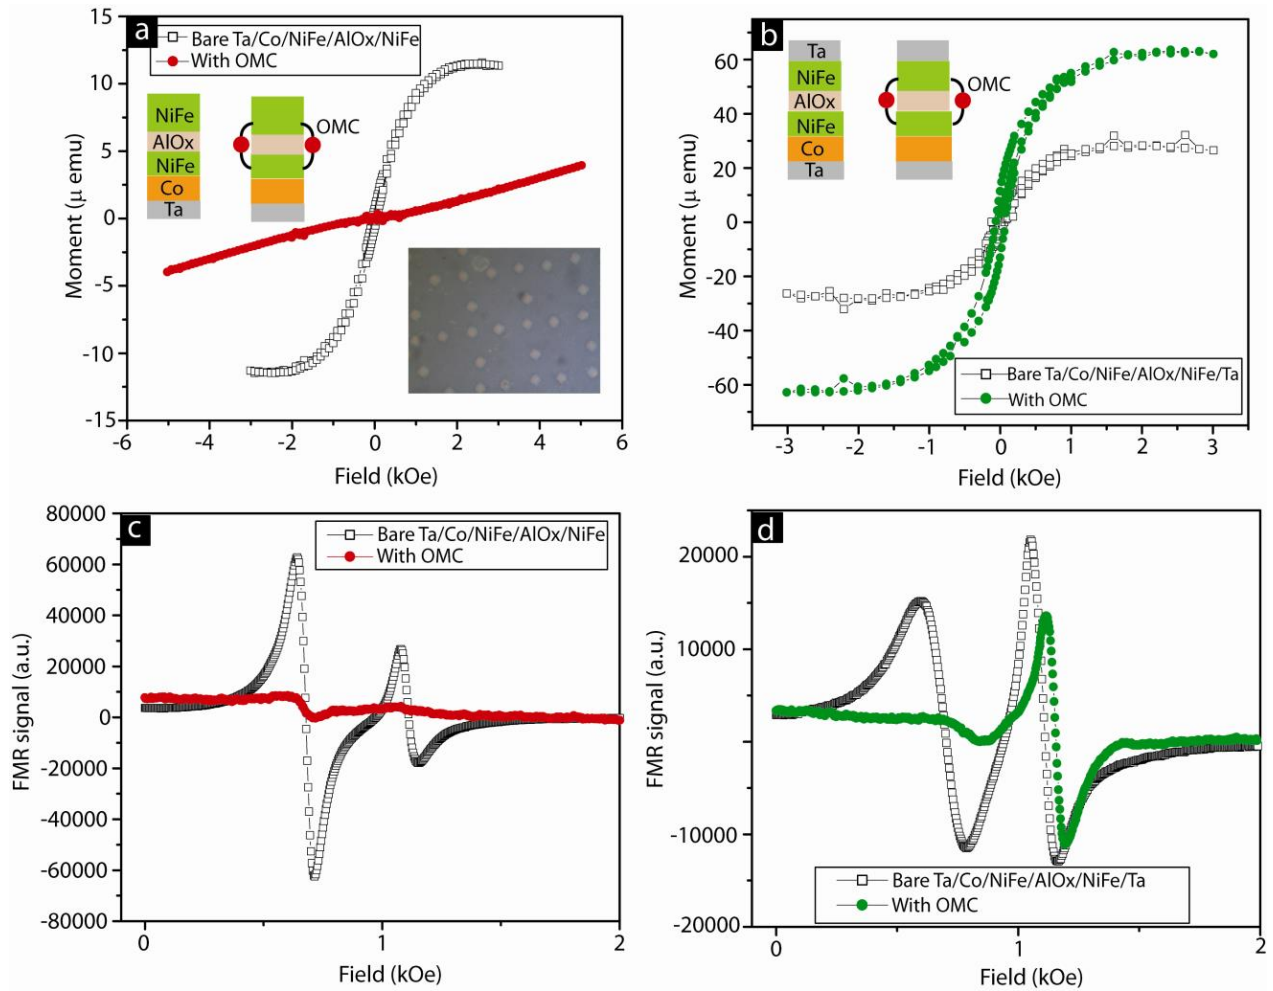 a
Bare Ta/Co/NiFe/AlOx/NiFe
With OMC
15
10
5
0
-5
-10
-15
Moment (μ emu)
-6
-4
-2
0
2
4
6
Field (kOe)
NiFe
AlOx
NiFe
Co
Ta
OMC
b
60
40
20
0
-20
-40
-60
Moment (μ emu)
-3
-2
-1
0
1
2
3
Field (kOe)
Ta
NiFe
AlOx
NiFe
Co
Ta
OMC
Bare Ta/Co/NiFe/AlOx/NiFe/Ta
With OMC
c
Bare Ta/Co/NiFe/AlOx/NiFe
With OMC
80000
60000
40000
20000
0
-20000
-40000
-60000
-80000
FMR signal (a.u.)
0
1
2
Field (kOe)
d
20000
10000
-10000
-20000
FMR signal (a.u.)
Bare Ta/Co/NiFe/AlOx/NiFe/Ta
With OMC
0
1
2
Field (kOe)